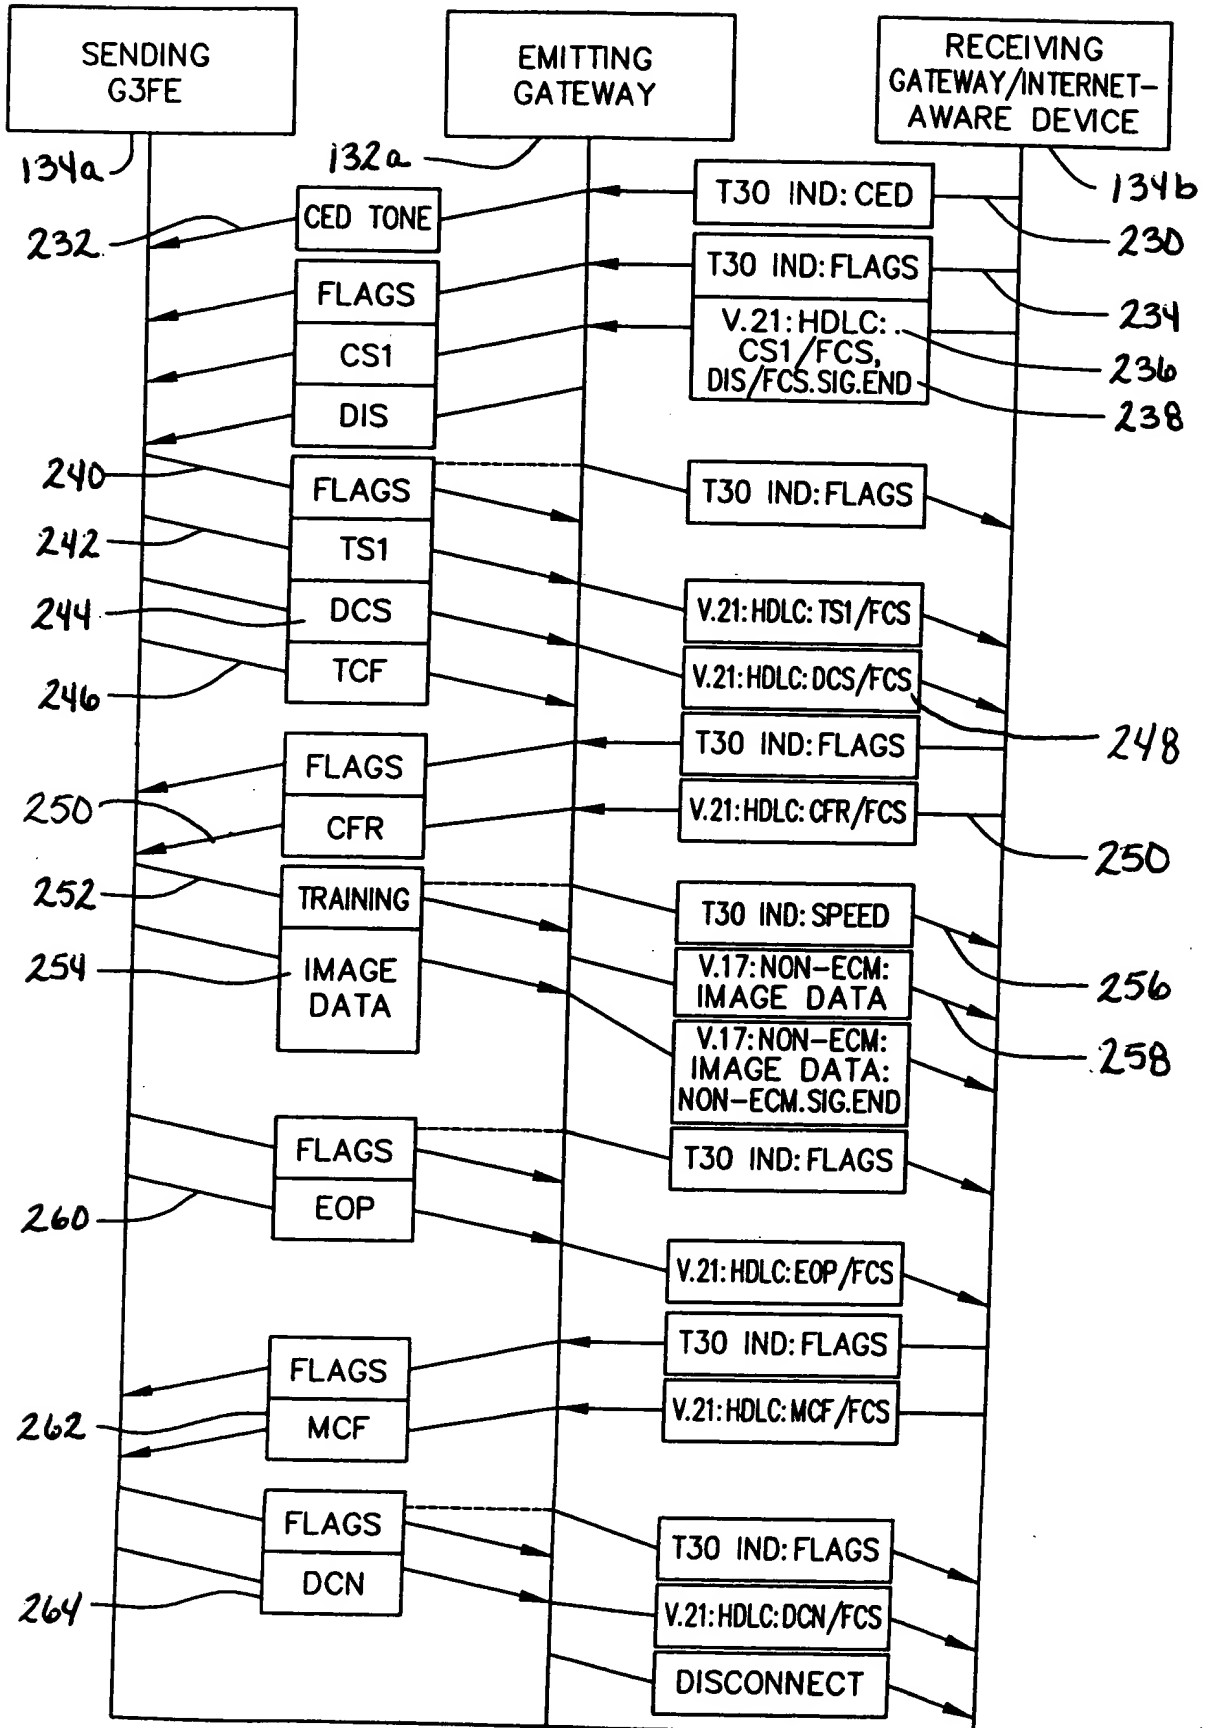 SENDING
G3FE
EMITTING
GATEWAY
RECEIVING
GATEWAY/INTERNET-
AWARE DEVICE
134a
132a
134b
T30 IND: CED
CED TONE
232
230
T30 IND: FLAGS
FLAGS
234
V.21: HDLC:
CS1/FCS,
DIS/FCS.SIG.END
CS1
236
DIS
238
240
FLAGS
T30 IND: FLAGS
242
TS1
244
DCS
V.21: HDLC: TS1/FCS
246
TCF
V.21: HDLC: DCS/FCS
248
T30 IND: FLAGS
FLAGS
250
CFR
V.21: HDLC: CFR/FCS
250
252
TRAINING
T30 IND: SPEED
254
IMAGE
DATA
V.17: NON-ECM:
IMAGE DATA
256
V.17: NON-ECM:
IMAGE DATA:
NON-ECM.SIG.END
258
FLAGS
T30 IND: FLAGS
260
EOP
V.21: HDLC: EOP/FCS
T30 IND: FLAGS
FLAGS
262
MCF
V.21: HDLC: MCF/FCS
FLAGS
T30 IND: FLAGS
264
DCN
V.21: HDLC: DCN/FCS
DISCONNECT